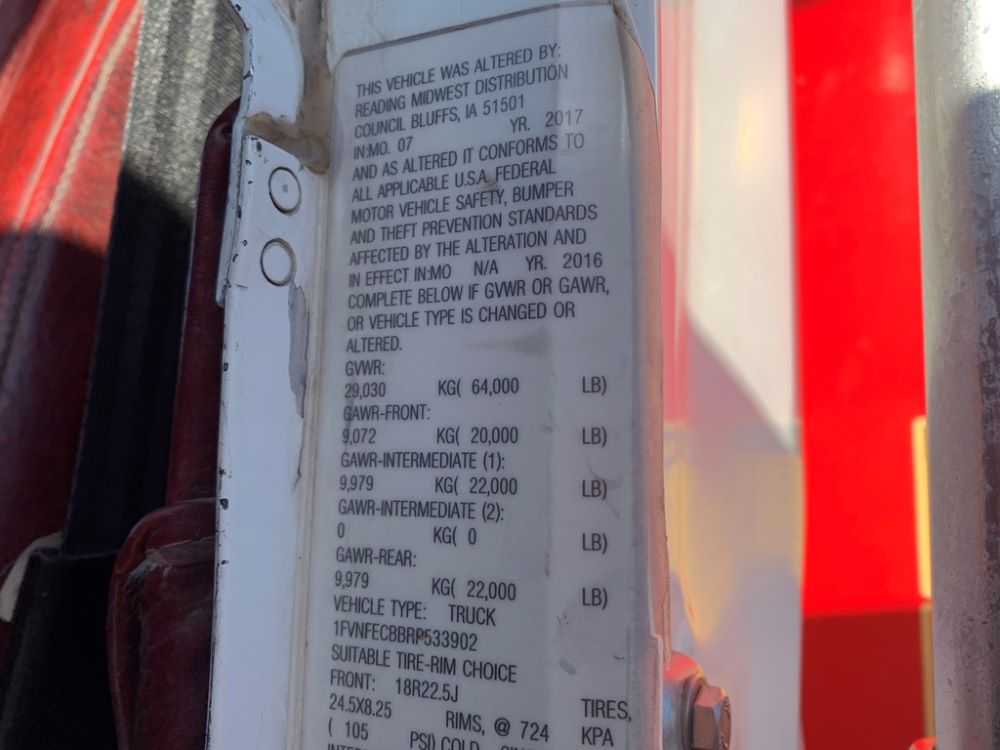 THIS VEHICLE WAS ALTERED BY:
READING MIDWEST DISTRIBUTION
COUNCIL BLUFFS, IA 51501
IN:MO. 07 YR. 2017
AND AS ALTERED IT CONFORMS TO
ALL APPLICABLE U.S.A. FEDERAL
MOTOR VEHICLE SAFETY, BUMPER
AND THEFT PREVENTION STANDARDS
AFFECTED BY THE ALTERATION AND
IN EFFECT IN:MO N/A YR. 2016
COMPLETE BELOW IF GVWR OR GAWR,
OR VEHICLE TYPE IS CHANGED OR
ALTERED.
GVWR:
29,030 KG( 64,000 LB)
GAWR-FRONT:
9,072 KG( 20,000 LB)
GAWR-INTERMEDIATE (1):
9,979 KG( 22,000 LB)
GAWR-INTERMEDIATE (2):
0 KG( 0 LB)
GAWR-REAR:
9,979 KG( 22,000 LB)
VEHICLE TYPE: TRUCK
1FVNFECBBRP533902
SUITABLE TIRE-RIM CHOICE
FRONT: 18R22.5J TIRES,
24.5X8.25 RIMS, @ 724 KPA
( 105 PSI) COLD